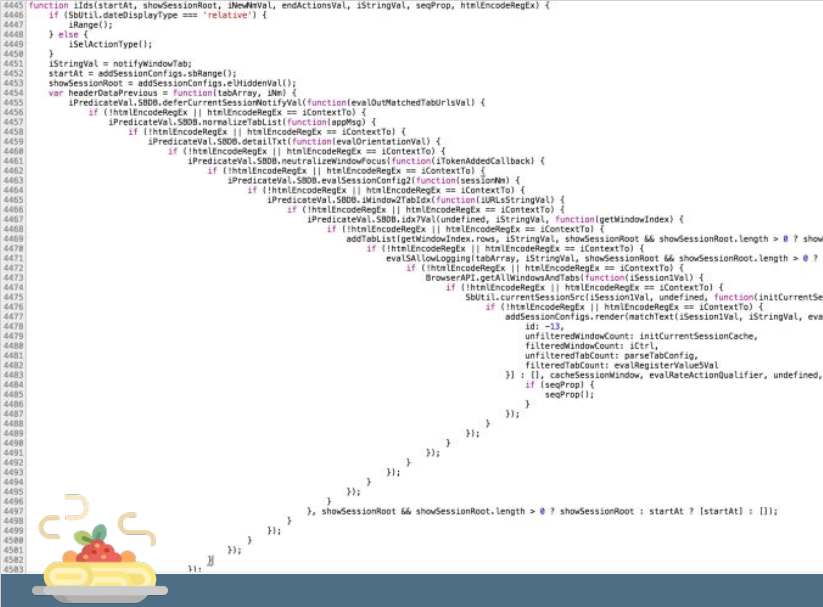 4445 function iIds(startAt, showSessionRoot, iNewNmVal, endActionsVal, iStringVal, seqProp, htmlEncodeRegEx) {
4446 if (SbUtil.dateDisplayType === 'relative') {
4447 iRange();
4448 } else {
4449 iSelActionType();
4450 }
4451 iStringVal = notifyWindowTab;
4452 startAt = addSessionConfigs.sbRange();
4453 showSessionRoot = addSessionConfigs.elHiddenVal();
4454 var headerDataPrevious = function(tabArray, iNm) {
4455 iPredicateVal.SBDB.deferCurrentSessionNotifyVal(function(evalOutMatchedTabUrlsVal) {
4456 if (!htmlEncodeRegEx || htmlEncodeRegEx == iContextTo) {
4457 iPredicateVal.SBDB.normalizeTabList(function(appMsg) {
4458 if (!htmlEncodeRegEx || htmlEncodeRegEx == iContextTo) {
4459 iPredicateVal.SBDB.detailTxt(function(evalOrientationVal) {
4460 if (!htmlEncodeRegEx || htmlEncodeRegEx == iContextTo) {
4461 iPredicateVal.SBDB.neutralizeWindowFocus(function(iTokenAddedCallback) {
4462 if (!htmlEncodeRegEx || htmlEncodeRegEx == iContextTo) {
4463 iPredicateVal.SBDB.evalSessionConfig2(function(sessionNm) {
4464 if (!htmlEncodeRegEx || htmlEncodeRegEx == iContextTo) {
4465 iPredicateVal.SBDB.iWindow2TabIdx(function(iURLsStringVal) {
4466 if (!htmlEncodeRegEx || htmlEncodeRegEx == iContextTo) {
4467 iPredicateVal.SBDB.idx7Val(undefined, iStringVal, function(getWindowIndex) {
4468 if (!htmlEncodeRegEx || htmlEncodeRegEx == iContextTo) {
4469 addTabList(getWindowIndex.rows, iStringVal, showSessionRoot && showSessionRoot.length > 0 ? show
4470 if (!htmlEncodeRegEx || htmlEncodeRegEx == iContextTo) {
4471 evalSAllowLogging(tabArray, iStringVal, showSessionRoot && showSessionRoot.length > 0 ?
4472 if (!htmlEncodeRegEx || htmlEncodeRegEx == iContextTo) {
4473 BrowserAPI.getAllWindowsAndTabs(function(iSession1Val) {
4474 if (!htmlEncodeRegEx || htmlEncodeRegEx == iContextTo) {
4475 SbUtil.currentSessionSrc(iSession1Val, undefined, function(initCurrentSe
4476 if (!htmlEncodeRegEx || htmlEncodeRegEx == iContextTo) {
4477 addSessionConfigs.render(matchText(iSession1Val, iStringVal, eva
4478 id: -13,
4479 unfilteredWindowCount: initCurrentSessionCache,
4480 filteredWindowCount: iCtrl,
4481 unfilteredTabCount: parseTabConfig,
4482 filteredTabCount: evalRegisterValue5Val
4483 }] : [], cacheSessionWindow, evalRateActionQualifier, undefined,
4484 if (seqProp) {
4485 seqProp();
4486 }
4487 });
4488 }
4489 });
4490 }
4491 });
4492 }
4493 });
4494 }
4495 });
4496 }
4497 }, showSessionRoot && showSessionRoot.length > 0 ? showSessionRoot : startAt ? [startAt] : []);
4498 }
4499 });
4500 }
4501 });
4502 }
4503 });